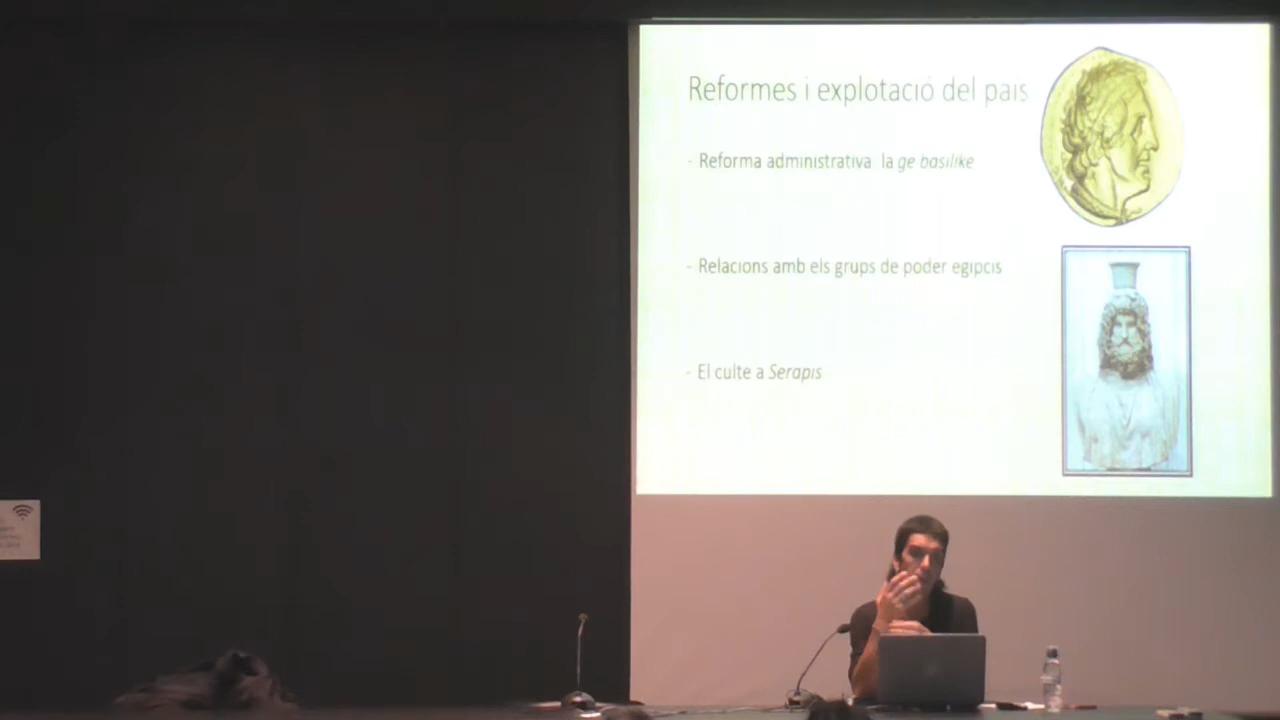 Reformes i explotació del país
- Reforma administrativa: la ge basilike
- Relacions amb els grups de poder egipcis
- El culte a Serapis